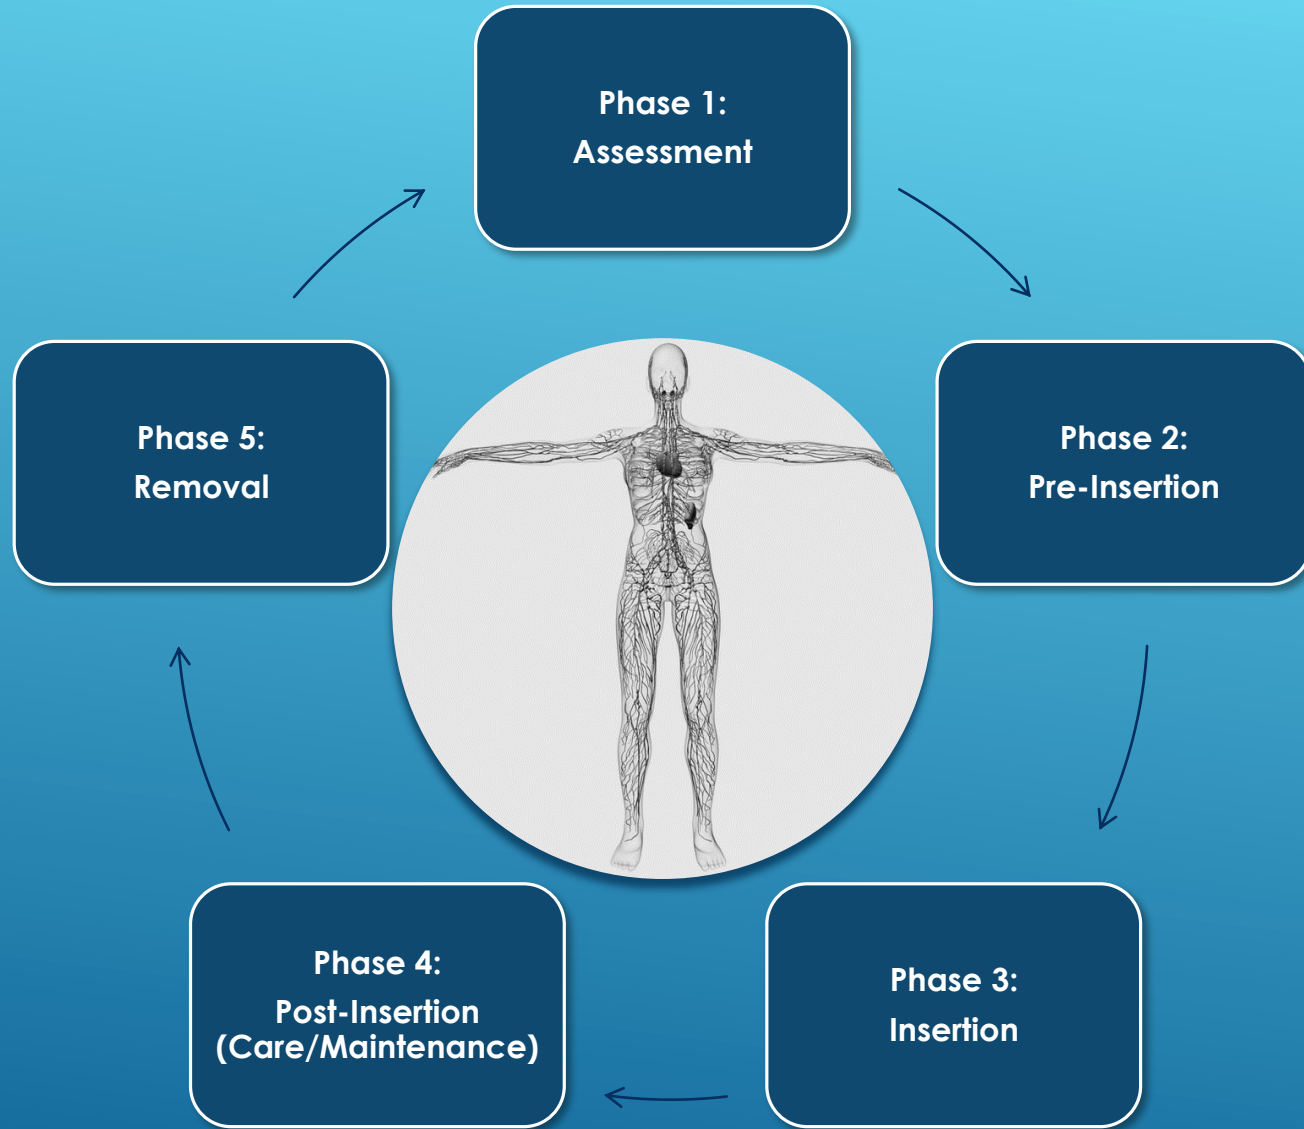 Phase 1:
Assessment
Phase 2:
Pre-Insertion
Phase 3:
Insertion
Phase 4:
Post-Insertion
(Care/Maintenance)
Phase 5:
Removal